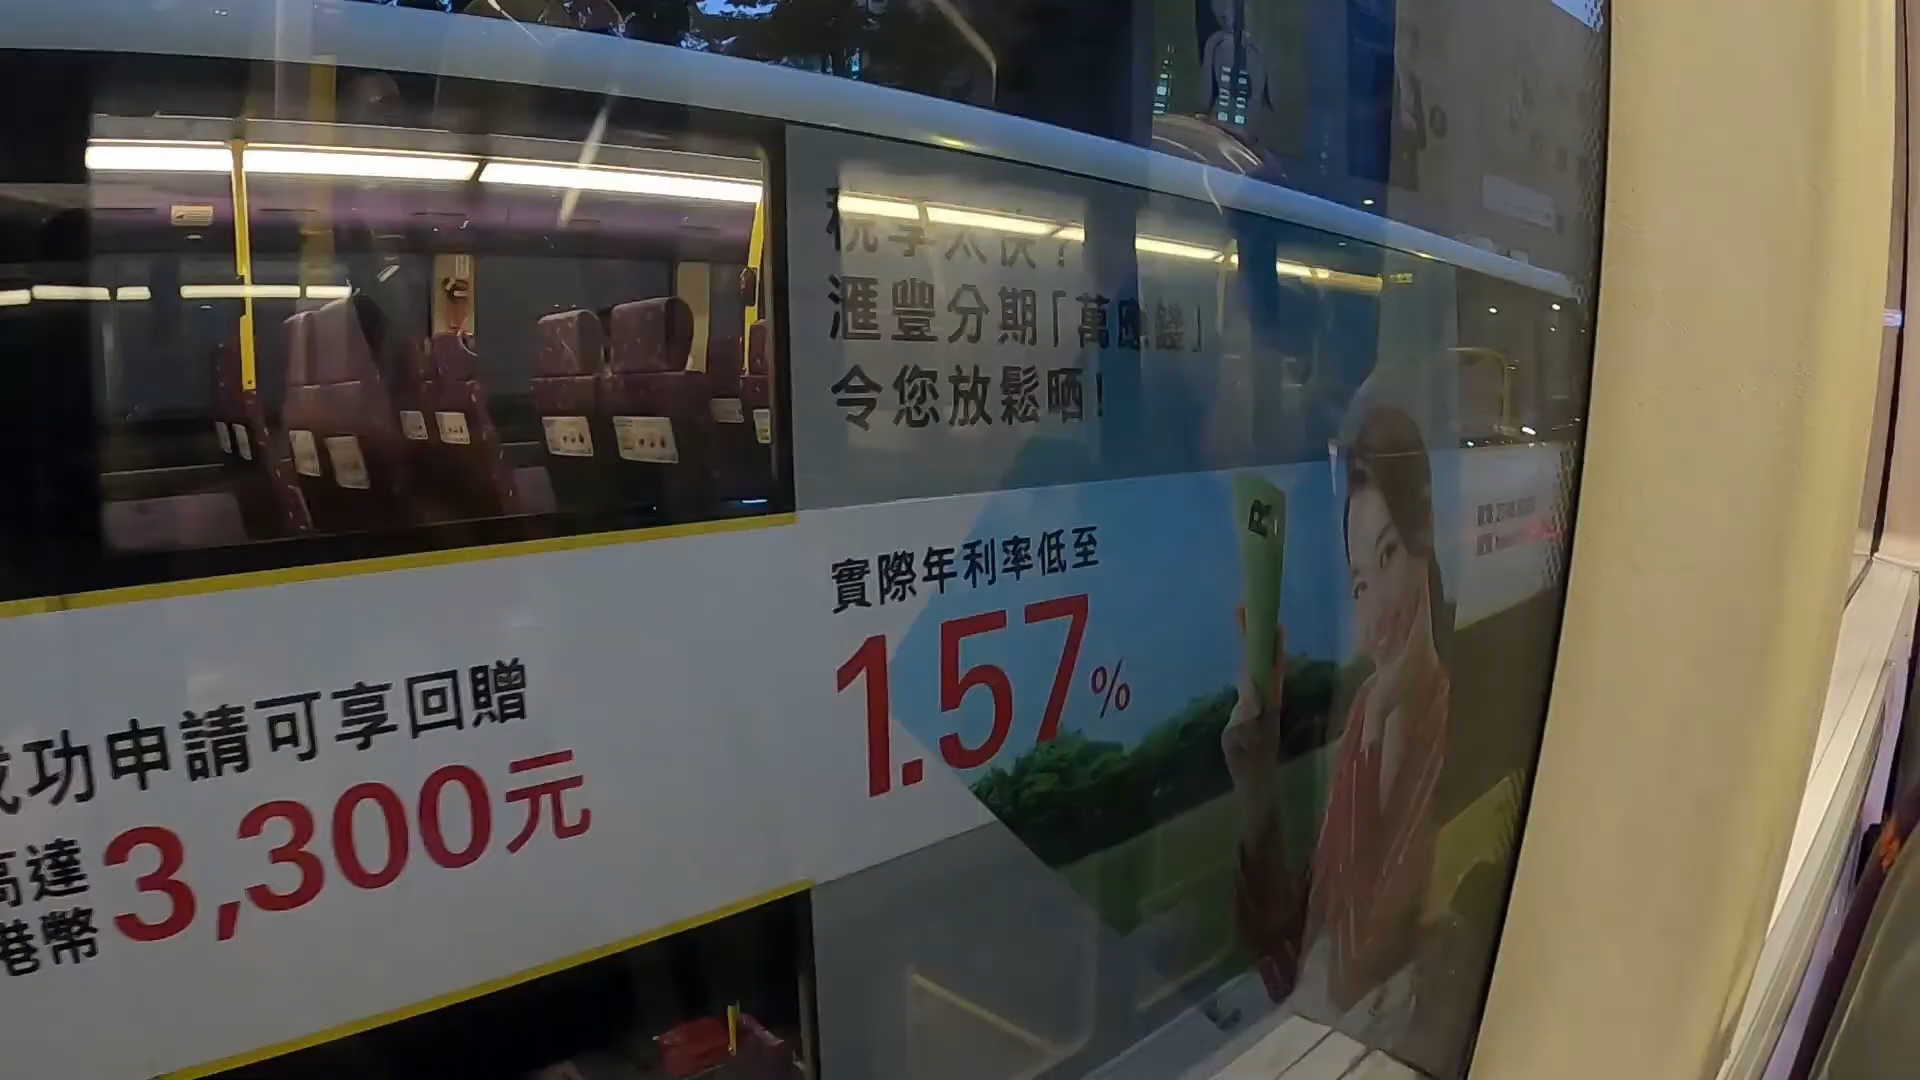 滙豐分期「萬應錢」
令您放鬆晒！
實際年利率低至
1.57%
成功申請可享回贈
高達
港幣
3,300元